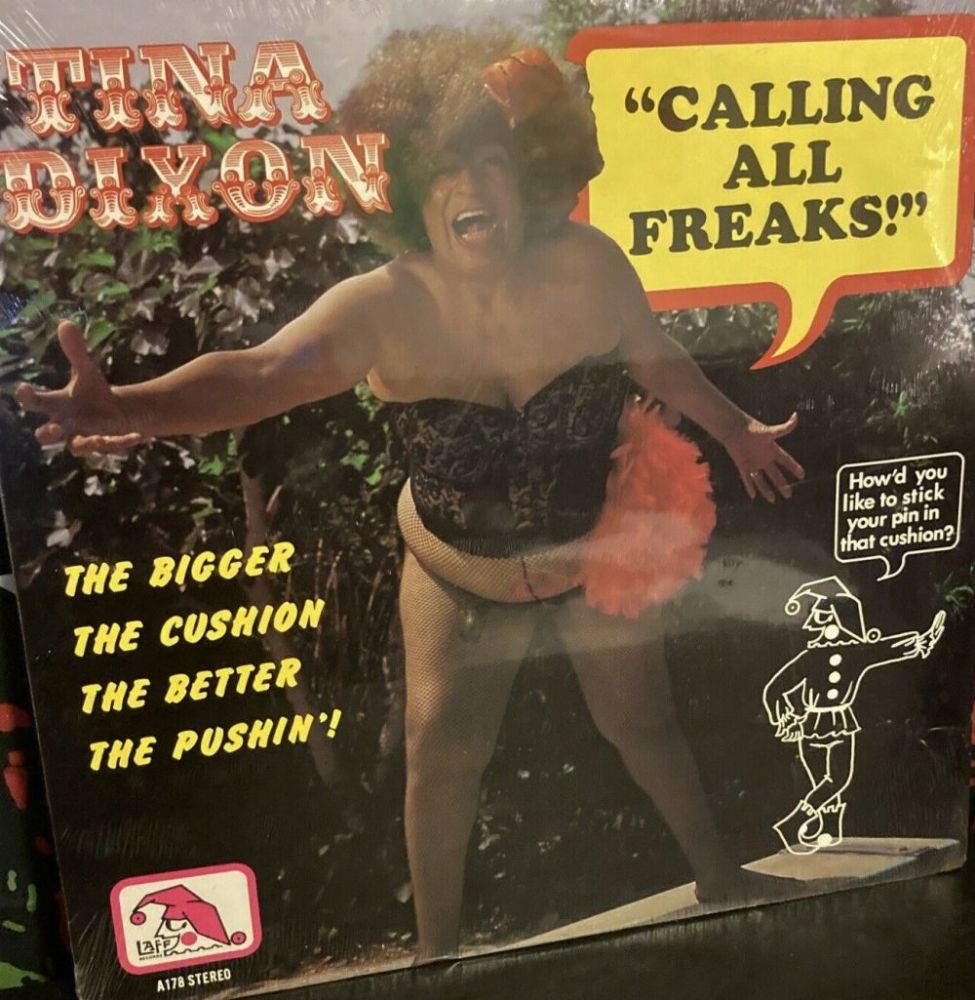 TINA
DIXON
"CALLING
ALL
FREAKS!"
How'd you
like to stick
your pin in
that cushion?
THE BIGGER
THE CUSHION
THE BETTER
THE PUSHIN'!
LAFF
RECORDS
A178 STEREO